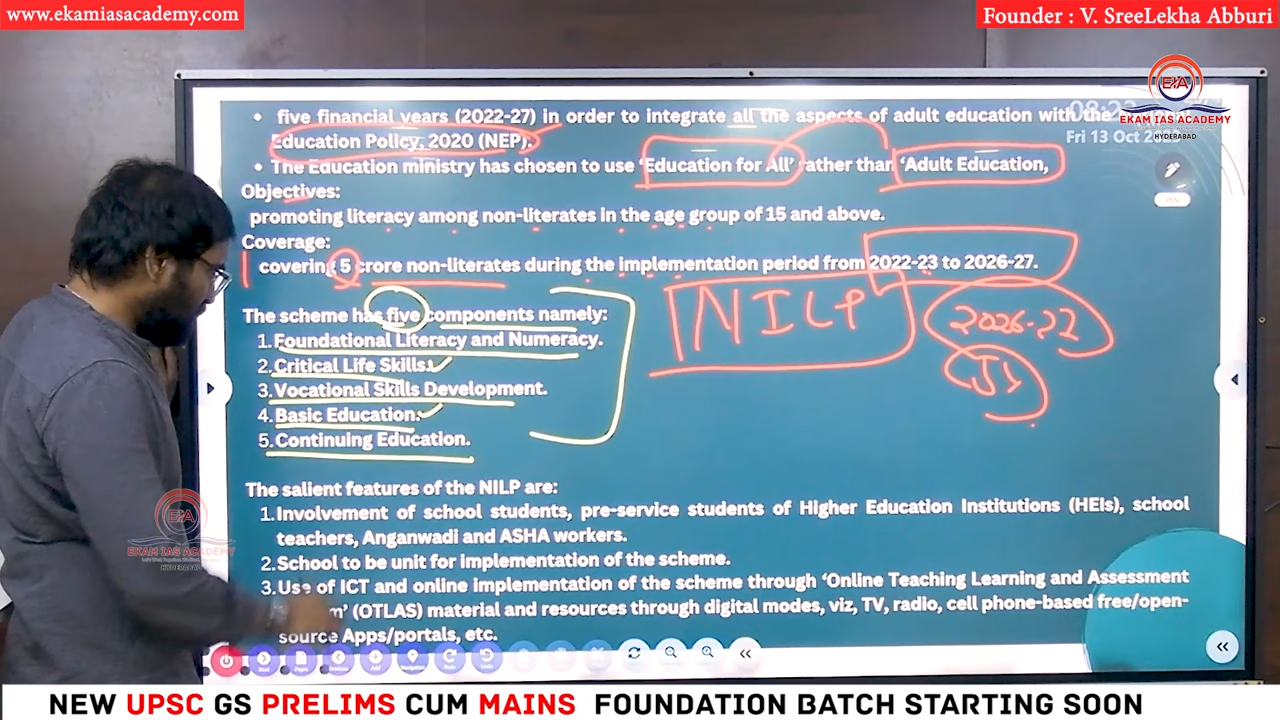 www.ekamiasacademy.com
Founder : V. SreeLekha Abburi
EKAM IAS ACADEMY
HYDERABAD
Fri 13 Oct
• five financial years (2022-27) in order to integrate all the aspects of adult education with the
Education Policy, 2020 (NEP).
• The Education ministry has chosen to use 'Education for All' rather than 'Adult Education,
Objectives:
promoting literacy among non-literates in the age group of 15 and above.
Coverage:
covering 5 crore non-literates during the implementation period from 2022-23 to 2026-27.
NILP
The scheme has five components namely:
1. Foundational Literacy and Numeracy.
2. Critical Life Skills.
3. Vocational Skills Development.
4. Basic Education.
5. Continuing Education.
The salient features of the NILP are:
1. Involvement of school students, pre-service students of Higher Education Institutions (HEIs), school
teachers, Anganwadi and ASHA workers.
2. School to be unit for implementation of the scheme.
3. Use of ICT and online implementation of the scheme through 'Online Teaching Learning and Assessment
(OTLAS) material and resources through digital modes, viz, TV, radio, cell phone-based free/open-
source Apps/portals, etc.
EKAM IAS ACADEMY
HYDERABAD
NEW UPSC GS PRELIMS CUM MAINS FOUNDATION BATCH STARTING SOON